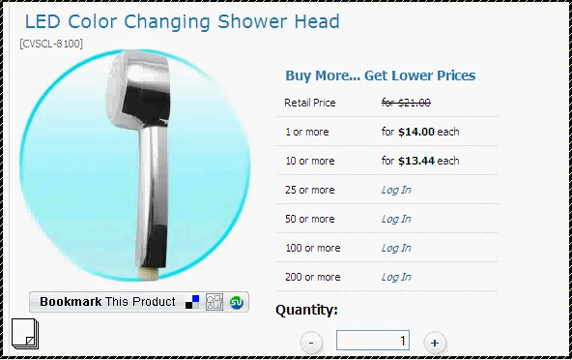 LED Color Changing Shower Head
[CVSCL-8100]
Buy More... Get Lower Prices
Retail Price for $21.00
1 or more for $14.00 each
10 or more for $13.44 each
25 or more Log In
50 or more Log In
100 or more Log In
200 or more Log In
Bookmark This Product
Quantity:
- 1 +